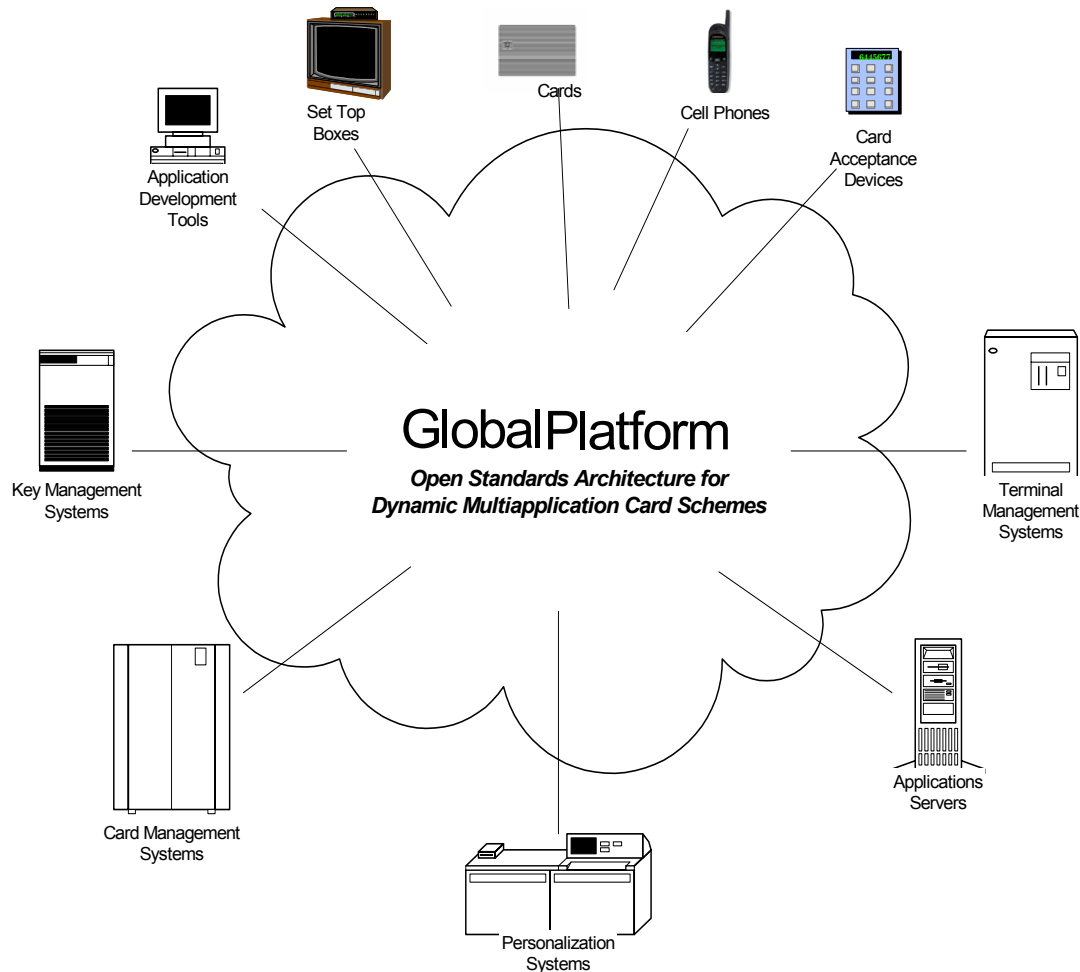 Set Top
Boxes
Cards
Cell Phones
Card
Acceptance
Devices
Application
Development
Tools
GlobalPlatform
Open Standards Architecture for
Dynamic Multiapplication Card Schemes
Key Management
Systems
Terminal
Management
Systems
Card Management
Systems
Applications
Servers
Personalization
Systems